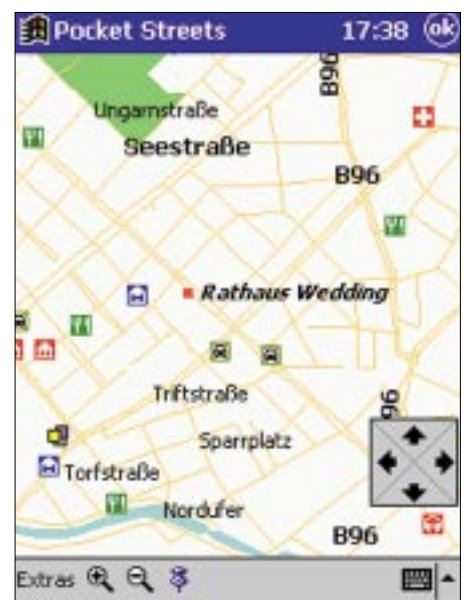 Pocket Streets 17:38 ok
B96
Ungarnstraße
Seestraße
B96
Rathaus Wedding
Triftstraße
96
Sparrplatz
Torfstraße
Nordufer
B96
Extras